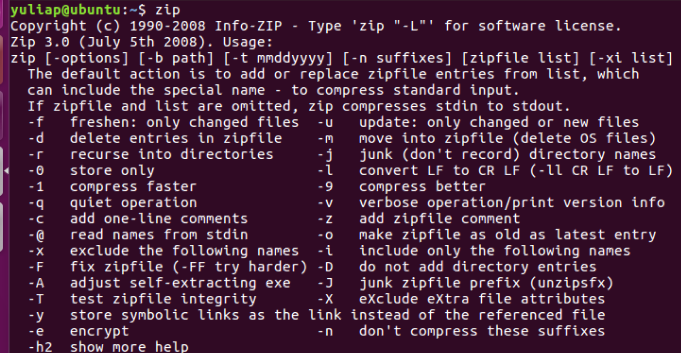 yuliap@ubuntu:~$ zip
Copyright (c) 1990-2008 Info-ZIP - Type 'zip "-L"' for software license.
Zip 3.0 (July 5th 2008). Usage:
zip [-options] [-b path] [-t mmddyyyy] [-n suffixes] [zipfile list] [-xi list]
  The default action is to add or replace zipfile entries from list, which
  can include the special name - to compress standard input.
  If zipfile and list are omitted, zip compresses stdin to stdout.
  -f   freshen: only changed files  -u   update: only changed or new files
  -d   delete entries in zipfile    -m   move into zipfile (delete OS files)
  -r   recurse into directories     -j   junk (don't record) directory names
  -0   store only                   -l   convert LF to CR LF (-ll CR LF to LF)
  -1   compress faster              -9   compress better
  -q   quiet operation              -v   verbose operation/print version info
  -c   add one-line comments        -z   add zipfile comment
  -@   read names from stdin        -o   make zipfile as old as latest entry
  -x   exclude the following names  -i   include only the following names
  -F   fix zipfile (-FF try harder) -D   do not add directory entries
  -A   adjust self-extracting exe   -J   junk zipfile prefix (unzipsfx)
  -T   test zipfile integrity       -X   eXclude eXtra file attributes
  -y   store symbolic links as the link instead of the referenced file
  -e   encrypt                      -n   don't compress these suffixes
  -h2  show more help